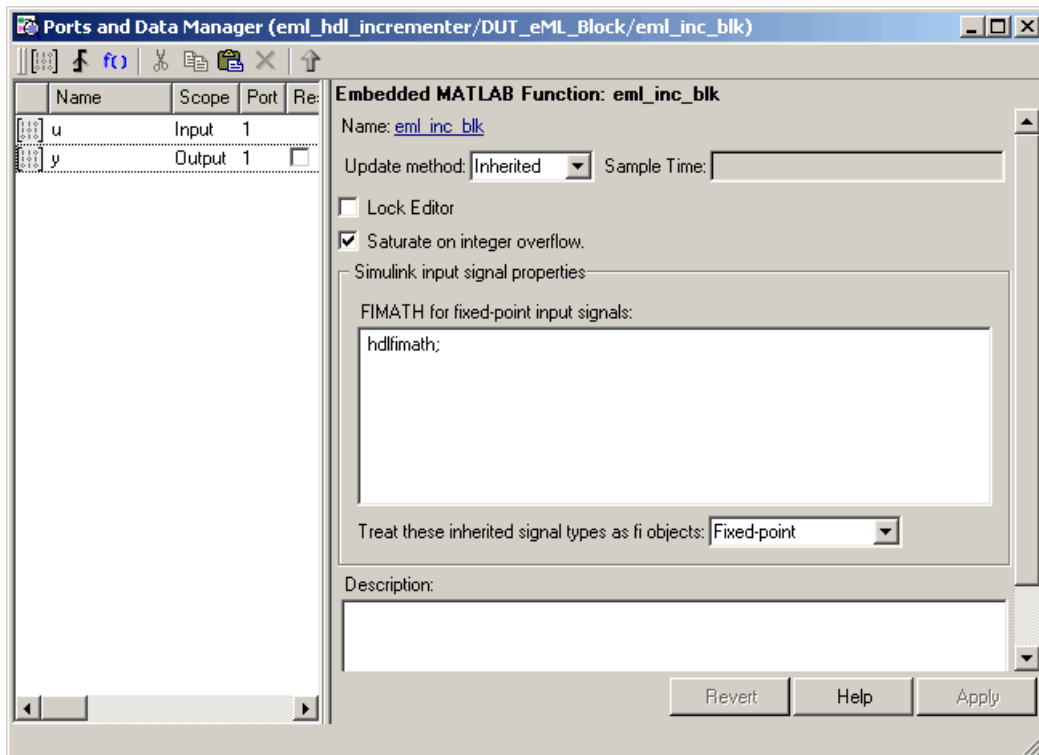 Ports and Data Manager (eml_hdl_incrementer/DUT_eML_Block/eml_inc_blk)
f()
Name Scope Port Re:
u Input 1
y Output 1
Embedded MATLAB Function: eml_inc_blk
Name: eml_inc_blk
Update method: Inherited Sample Time:
Lock Editor
Saturate on integer overflow.
Simulink input signal properties
FIMATH for fixed-point input signals:
hdlfimath;
Treat these inherited signal types as fi objects: Fixed-point
Description:
Revert Help Apply